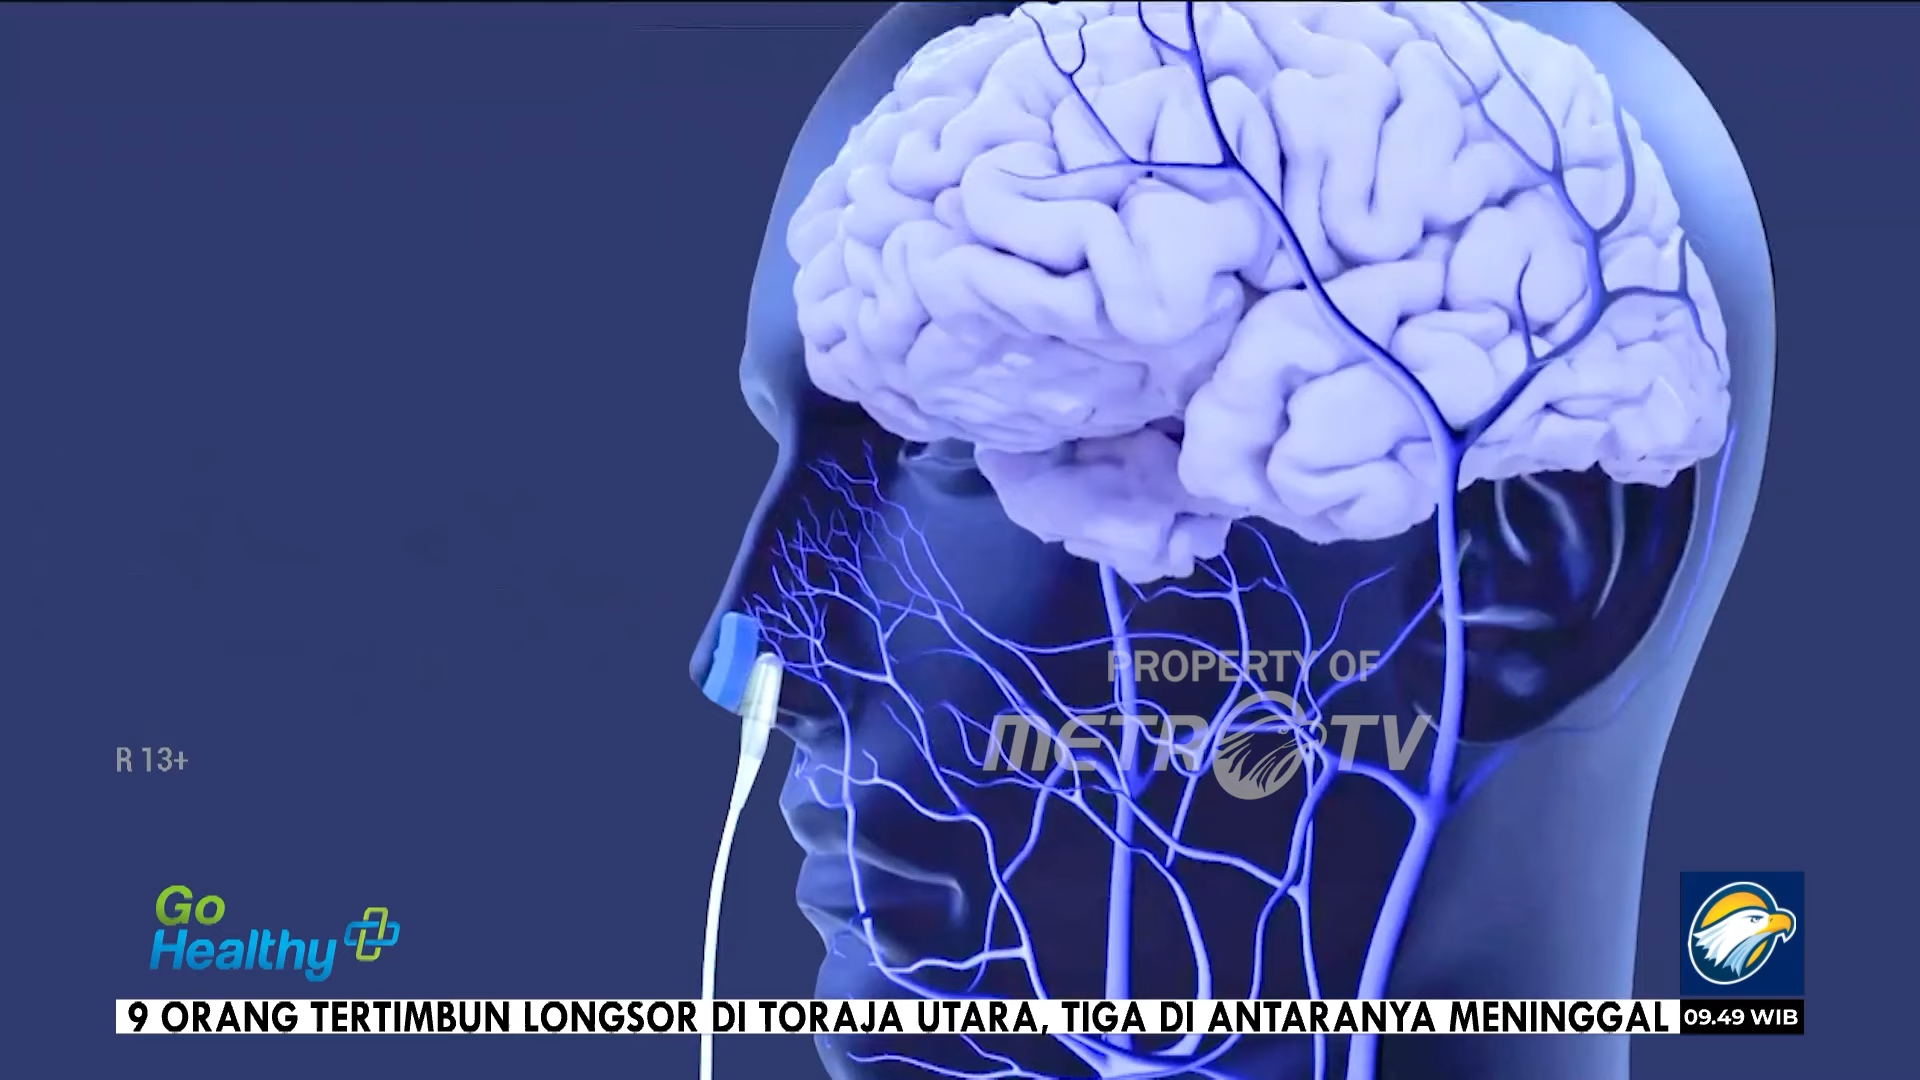 PROPERTY OF
METRO TV
R 13+
Go
Healthy
9 ORANG TERTIMBUN LONGSOR DI TORAJA UTARA, TIGA DI ANTARANYA MENINGGAL
09.49 WIB